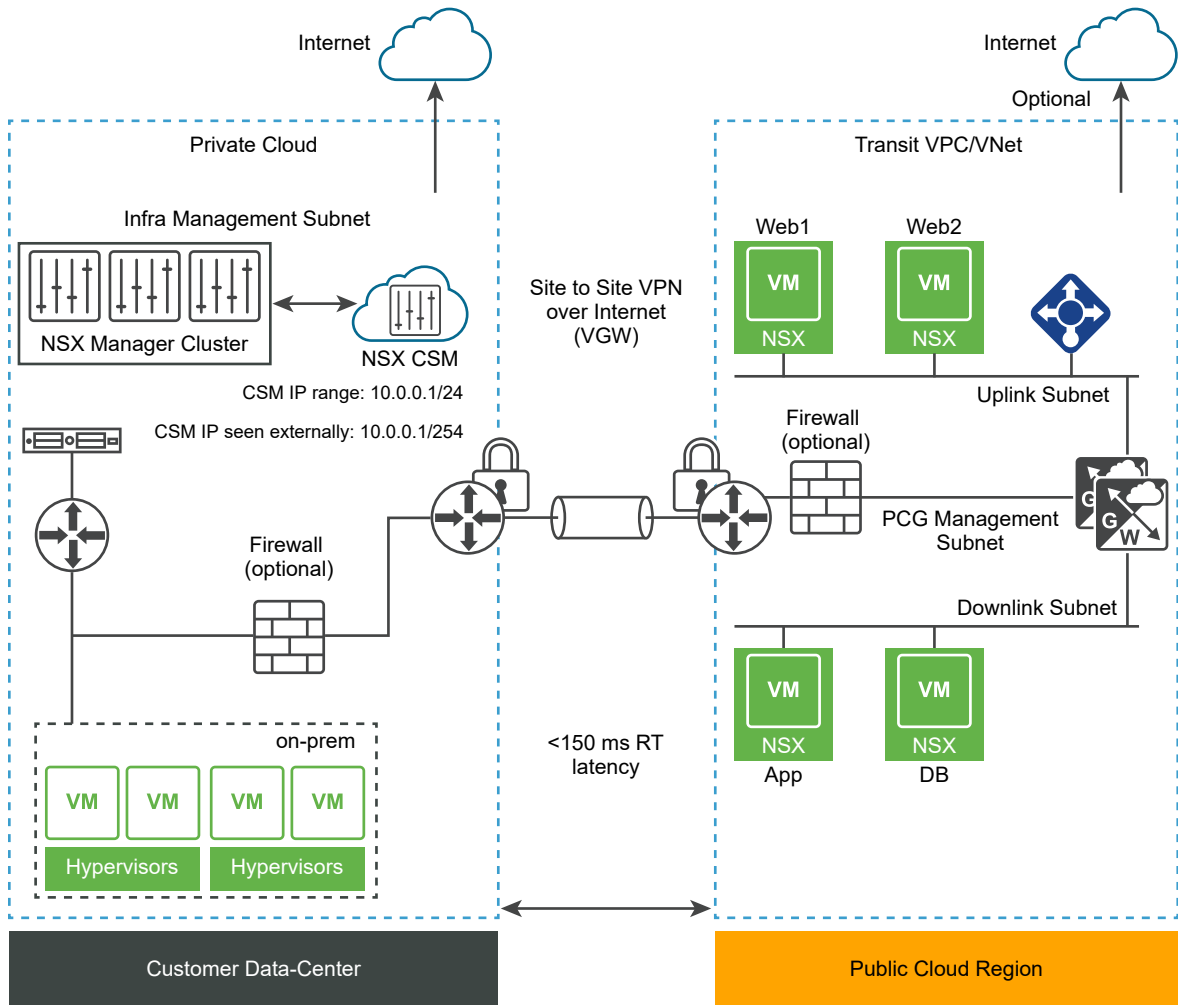 Internet
Internet
Optional
Private Cloud
Infra Management Subnet
NSX Manager Cluster
NSX CSM
CSM IP range: 10.0.0.1/24
CSM IP seen externally: 10.0.0.1/254
Firewall
(optional)
on-prem
VM
VM
VM
VM
Hypervisors
Hypervisors
Customer Data-Center
Site to Site VPN
over Internet
(VGW)
<150 ms RT
latency
Transit VPC/VNet
Web1
Web2
VM
VM
NSX
NSX
Uplink Subnet
Firewall
(optional)
G
G
W
PCG Management
Subnet
Downlink Subnet
VM
VM
NSX
NSX
App
DB
Public Cloud Region